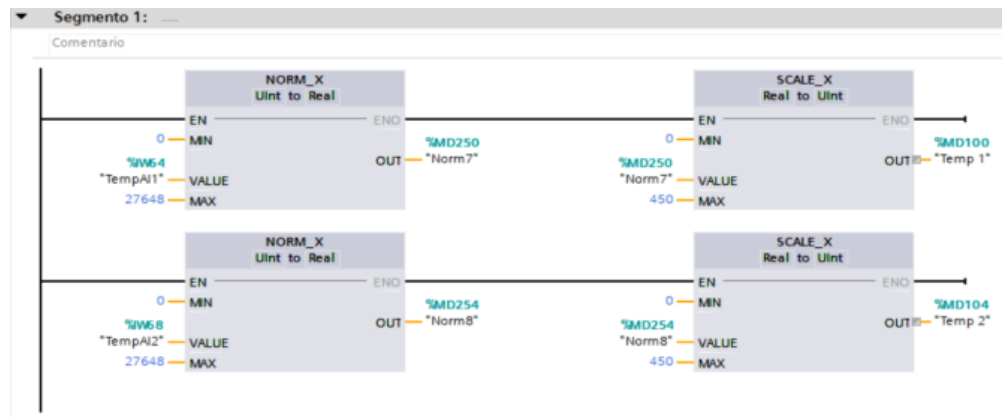 Segmento 1: ...
Comentario
NORM_X
UInt to Real
EN
ENO
0
MIN
%IW64
"TempAI1"
VALUE
27648
MAX
OUT
%MD250
"Norm7"
SCALE_X
Real to UInt
EN
ENO
0
MIN
%MD250
"Norm7"
VALUE
450
MAX
OUT
%MD100
"Temp 1"
NORM_X
UInt to Real
EN
ENO
0
MIN
%IW68
"TempAI2"
VALUE
27648
MAX
OUT
%MD254
"Norm8"
SCALE_X
Real to UInt
EN
ENO
0
MIN
%MD254
"Norm8"
VALUE
450
MAX
OUT
%MD104
"Temp 2"